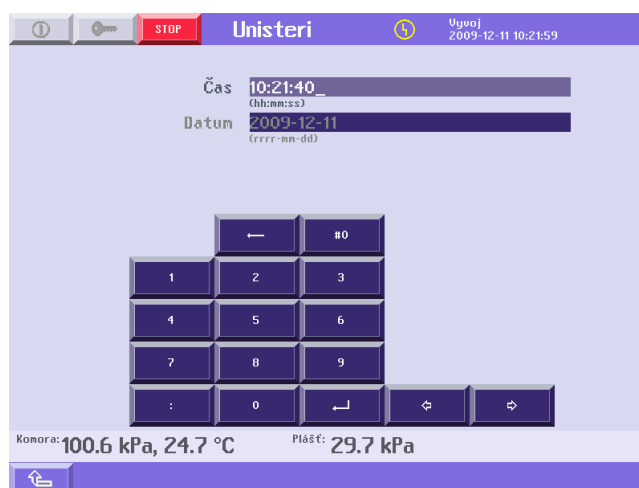 STOP
Unisteri
Vyvoj
2009-12-11 10:21:59
Čas 10:21:40_
(hh:mm:ss)
Datum 2009-12-11
(rrrr-mm-dd)
← #0
1 2 3
4 5 6
7 8 9
: 0 ↵ ⇦ ⇨
Komora: 100.6 kPa, 24.7 °C Plášť: 29.7 kPa